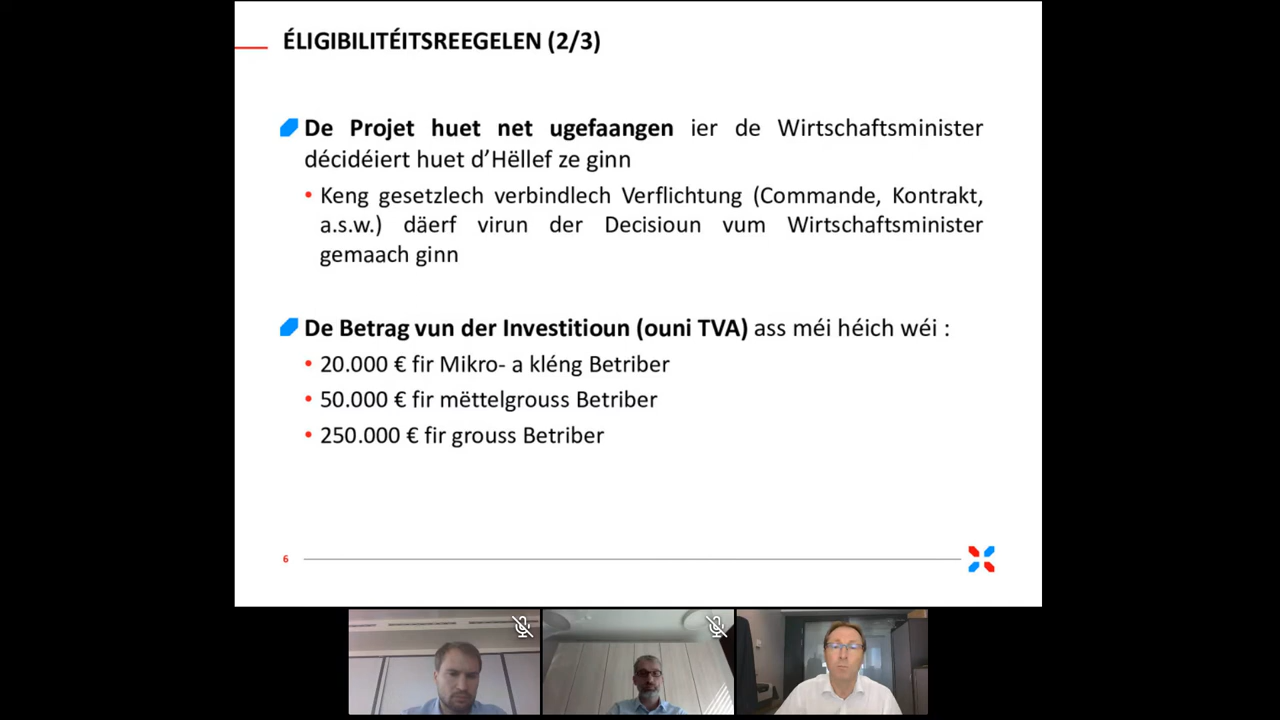 ÉLIGIBILITÉITSREEGELEN (2/3)
De Projet huet net ugefaangen ier de Wirtschaftsminister
décidéiert huet d'Hëllef ze ginn
• Keng gesetzlech verbindlech Verflichtung (Commande, Kontrakt,
a.s.w.) däerf virun der Decisioun vum Wirtschaftsminister
gemaach ginn
De Betrag vun der Investitioun (ouni TVA) ass méi héich wéi :
• 20.000 € fir Mikro- a kléng Betriber
• 50.000 € fir mëttelgrouss Betriber
• 250.000 € fir grouss Betriber
6